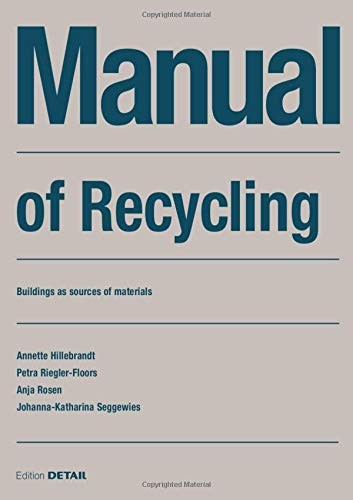 Copyrighted Material
Manual
of Recycling
Buildings as sources of materials
Annette Hillebrandt
Petra Riegler-Floors
Anja Rosen
Johanna-Katharina Seggewies
Edition DETAIL
Copyrighted Material